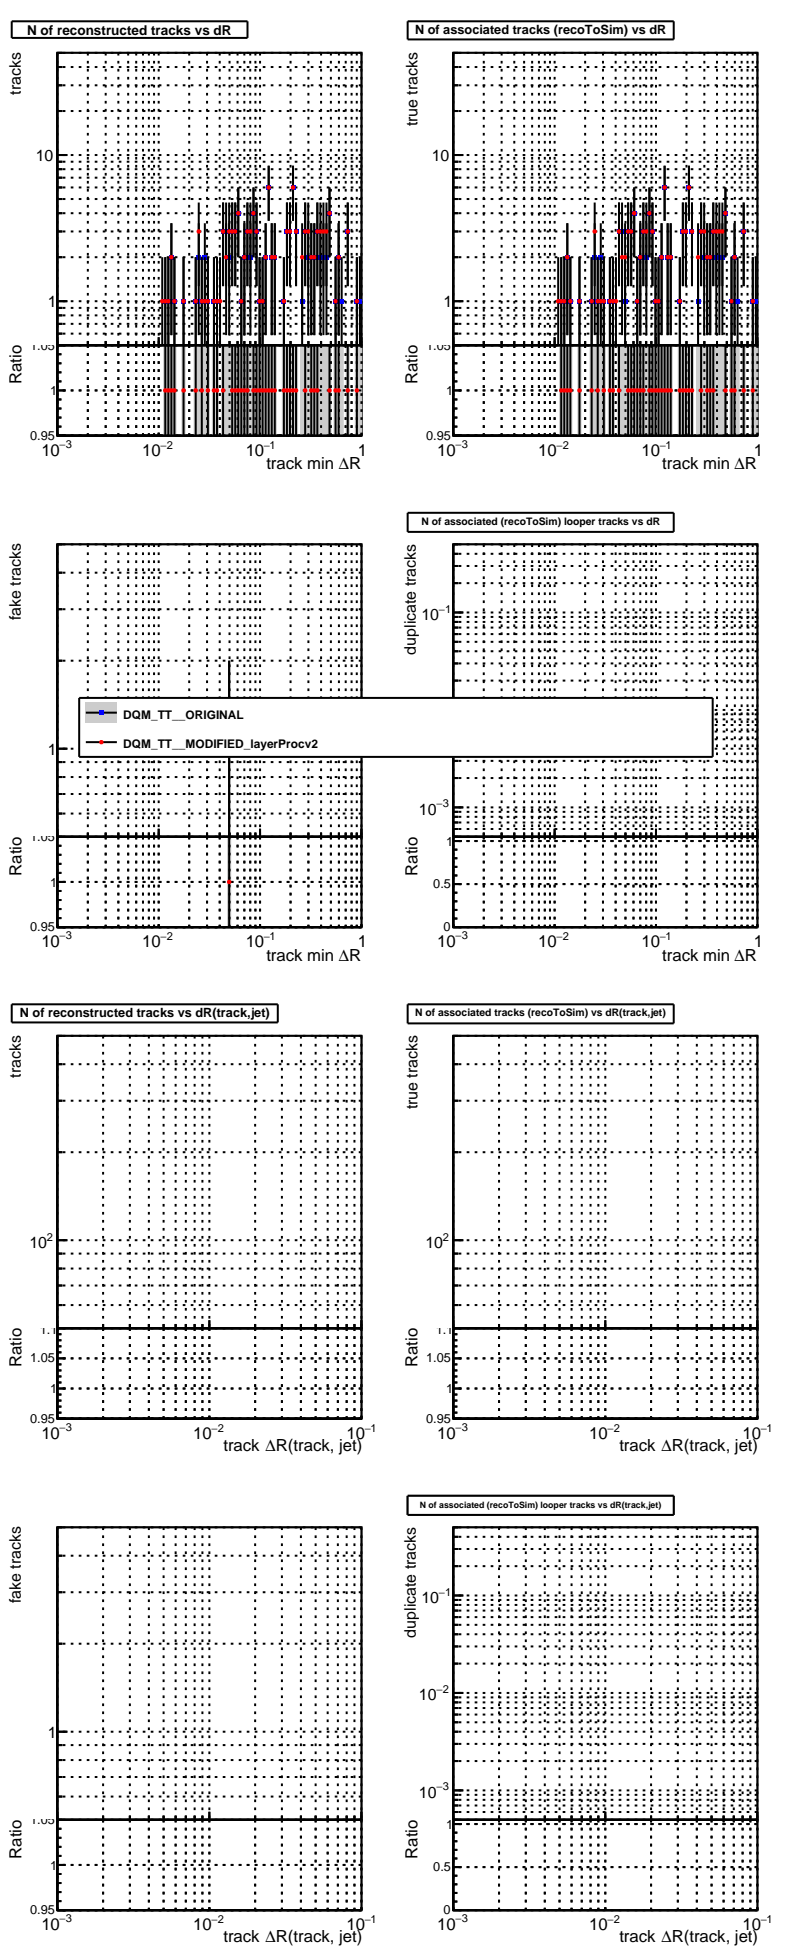 N of reconstructed tracks vs dR
N of associated tracks (recoToSim) vs dR
tracks
10
1
Ratio
1.05
1
0.95
10⁻³ 10⁻² 10⁻¹ 1
track min ΔR
true tracks
10
1
Ratio
1.05
1
0.95
10⁻³ 10⁻² 10⁻¹ 1
track min ΔR
N of associated (recoToSim) looper tracks vs dR
fake tracks
1
Ratio
1.05
1
0.95
10⁻³ 10⁻² 10⁻¹ 1
track min ΔR
duplicate tracks
10⁻¹
10⁻³
Ratio
1
0.5
0
10⁻³ 10⁻² 10⁻¹ 1
track min ΔR
DQM_TT__ORIGINAL
DQM_TT__MODIFIED_layerProcv2
N of reconstructed tracks vs dR(track,jet)
N of associated tracks (recoToSim) vs dR(track,jet)
tracks
10²
Ratio
1.1
1.05
1
0.95
10⁻³ 10⁻² 10⁻¹
track ΔR(track, jet)
true tracks
10²
Ratio
1.1
1.05
1
0.95
10⁻³ 10⁻² 10⁻¹
track ΔR(track, jet)
N of associated (recoToSim) looper tracks vs dR(track,jet)
fake tracks
1
Ratio
1.05
1
0.95
10⁻³ 10⁻² 10⁻¹
track ΔR(track, jet)
duplicate tracks
10⁻¹
10⁻²
10⁻³
Ratio
1
0.5
0
10⁻³ 10⁻² 10⁻¹
track ΔR(track, jet)